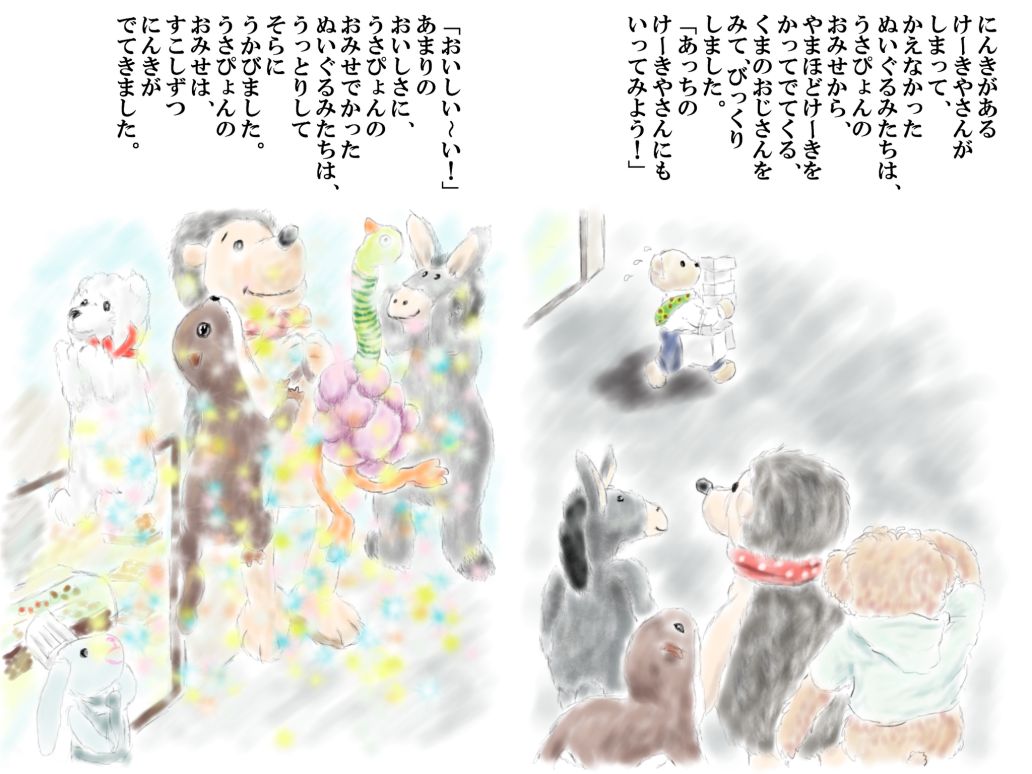 にんきがある
けーきやさんが
しまって、
かえなかった
ぬいぐるみたちは、
うさぴょんの
おみせから、
やまほどけーきを
かってでてくる、
くまのおじさんを
みて、びっくり
しました。
「あっちの
けーきやさんにも
いってみよう！」
「おいしい～い！」
あまりの
おいしさに、
うさぴょんの
おみせでかった
ぬいぐるみたちは、
うっとりして
そらに
うかびました。
うさぴょんの
おみせは、
すこしずつ
にんきが
でてきました。